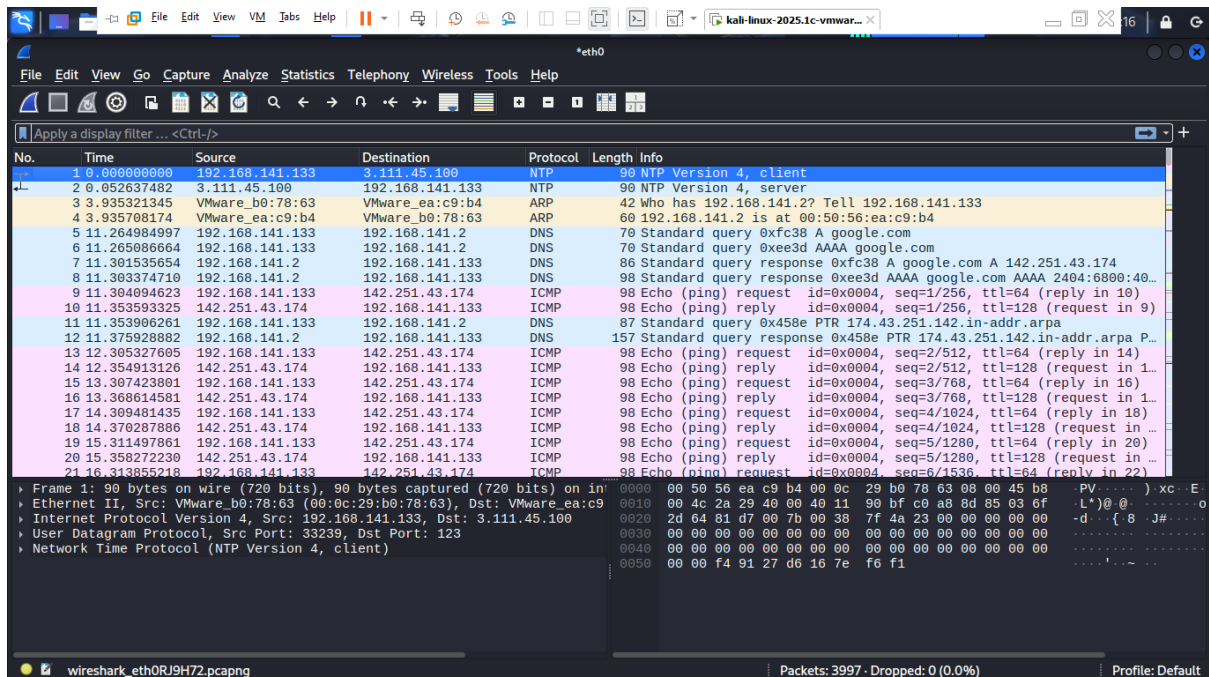 File Edit View VM Tabs Help kali-linux-2025.1c-vmwar... :16
*eth0
File Edit View Go Capture Analyze Statistics Telephony Wireless Tools Help
Apply a display filter ... <Ctrl-/>
No. Time Source Destination Protocol Length Info
1 0.000000000 192.168.141.133 3.111.45.100 NTP 90 NTP Version 4, client
2 0.052637482 3.111.45.100 192.168.141.133 NTP 90 NTP Version 4, server
3 3.935321345 VMware_b0:78:63 VMware_ea:c9:b4 ARP 42 Who has 192.168.141.2? Tell 192.168.141.133
4 3.935708174 VMware_ea:c9:b4 VMware_b0:78:63 ARP 60 192.168.141.2 is at 00:50:56:ea:c9:b4
5 11.264984997 192.168.141.133 192.168.141.2 DNS 70 Standard query 0xfc38 A google.com
6 11.265086664 192.168.141.133 192.168.141.2 DNS 70 Standard query 0xee3d AAAA google.com
7 11.301535654 192.168.141.2 192.168.141.133 DNS 86 Standard query response 0xfc38 A google.com A 142.251.43.174
8 11.303374710 192.168.141.2 192.168.141.133 DNS 98 Standard query response 0xee3d AAAA google.com AAAA 2404:6800:40...
9 11.304094623 192.168.141.133 142.251.43.174 ICMP 98 Echo (ping) request id=0x0004, seq=1/256, ttl=64 (reply in 10)
10 11.353593325 142.251.43.174 192.168.141.133 ICMP 98 Echo (ping) reply id=0x0004, seq=1/256, ttl=128 (request in 9)
11 11.353906261 192.168.141.133 192.168.141.2 DNS 87 Standard query 0x458e PTR 174.43.251.142.in-addr.arpa
12 11.375928882 192.168.141.2 192.168.141.133 DNS 157 Standard query response 0x458e PTR 174.43.251.142.in-addr.arpa P...
13 12.305327605 192.168.141.133 142.251.43.174 ICMP 98 Echo (ping) request id=0x0004, seq=2/512, ttl=64 (reply in 14)
14 12.354913126 142.251.43.174 192.168.141.133 ICMP 98 Echo (ping) reply id=0x0004, seq=2/512, ttl=128 (request in 1...
15 13.307423801 192.168.141.133 142.251.43.174 ICMP 98 Echo (ping) request id=0x0004, seq=3/768, ttl=64 (reply in 16)
16 13.368614581 142.251.43.174 192.168.141.133 ICMP 98 Echo (ping) reply id=0x0004, seq=3/768, ttl=128 (request in 1...
17 14.309481435 192.168.141.133 142.251.43.174 ICMP 98 Echo (ping) request id=0x0004, seq=4/1024, ttl=64 (reply in 18)
18 14.370287886 142.251.43.174 192.168.141.133 ICMP 98 Echo (ping) reply id=0x0004, seq=4/1024, ttl=128 (request in ...
19 15.311497861 192.168.141.133 142.251.43.174 ICMP 98 Echo (ping) request id=0x0004, seq=5/1280, ttl=64 (reply in 20)
20 15.358272230 142.251.43.174 192.168.141.133 ICMP 98 Echo (ping) reply id=0x0004, seq=5/1280, ttl=128 (request in ...
21 16.313855218 192.168.141.133 142.251.43.174 ICMP 98 Echo (ping) request id=0x0004, seq=6/1536, ttl=64 (reply in 22)
Frame 1: 90 bytes on wire (720 bits), 90 bytes captured (720 bits) on in
Ethernet II, Src: VMware_b0:78:63 (00:0c:29:b0:78:63), Dst: VMware_ea:c9
Internet Protocol Version 4, Src: 192.168.141.133, Dst: 3.111.45.100
User Datagram Protocol, Src Port: 33239, Dst Port: 123
Network Time Protocol (NTP Version 4, client)
0000 00 50 56 ea c9 b4 00 0c 29 b0 78 63 08 00 45 b8 ·PV····· )·xc··E·
0010 00 4c 2a 29 40 00 40 11 90 bf c0 a8 8d 85 03 6f ·L*)@·@· ·······o
0020 2d 64 81 d7 00 7b 00 38 7f 4a 23 00 00 00 00 00 -d···{·8 ·J#·····
0030 00 00 00 00 00 00 00 00 00 00 00 00 00 00 00 00 ········ ········
0040 00 00 00 00 00 00 00 00 00 00 00 00 00 00 00 00 ········ ········
0050 00 00 f4 91 27 d6 16 7e f6 f1 ····'··~ ··
wireshark_eth0RJ9H72.pcapng Packets: 3997 · Dropped: 0 (0.0%) Profile: Default